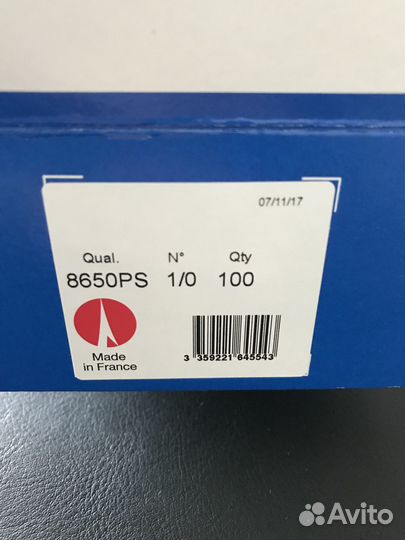 07/11/17
Qual. N° Qty
8650PS 1/0 100
Made
in France
3 359221 645543
Avito